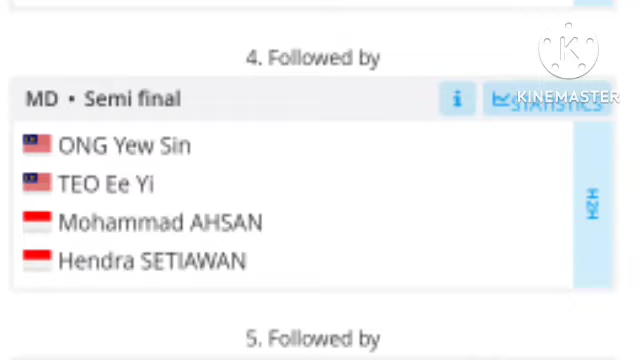 4. Followed by
MD • Semi final
i
STATISTICS
K
KINEMASTER
ONG Yew Sin
TEO Ee Yi
Mohammad AHSAN
Hendra SETIAWAN
H2H
5. Followed by